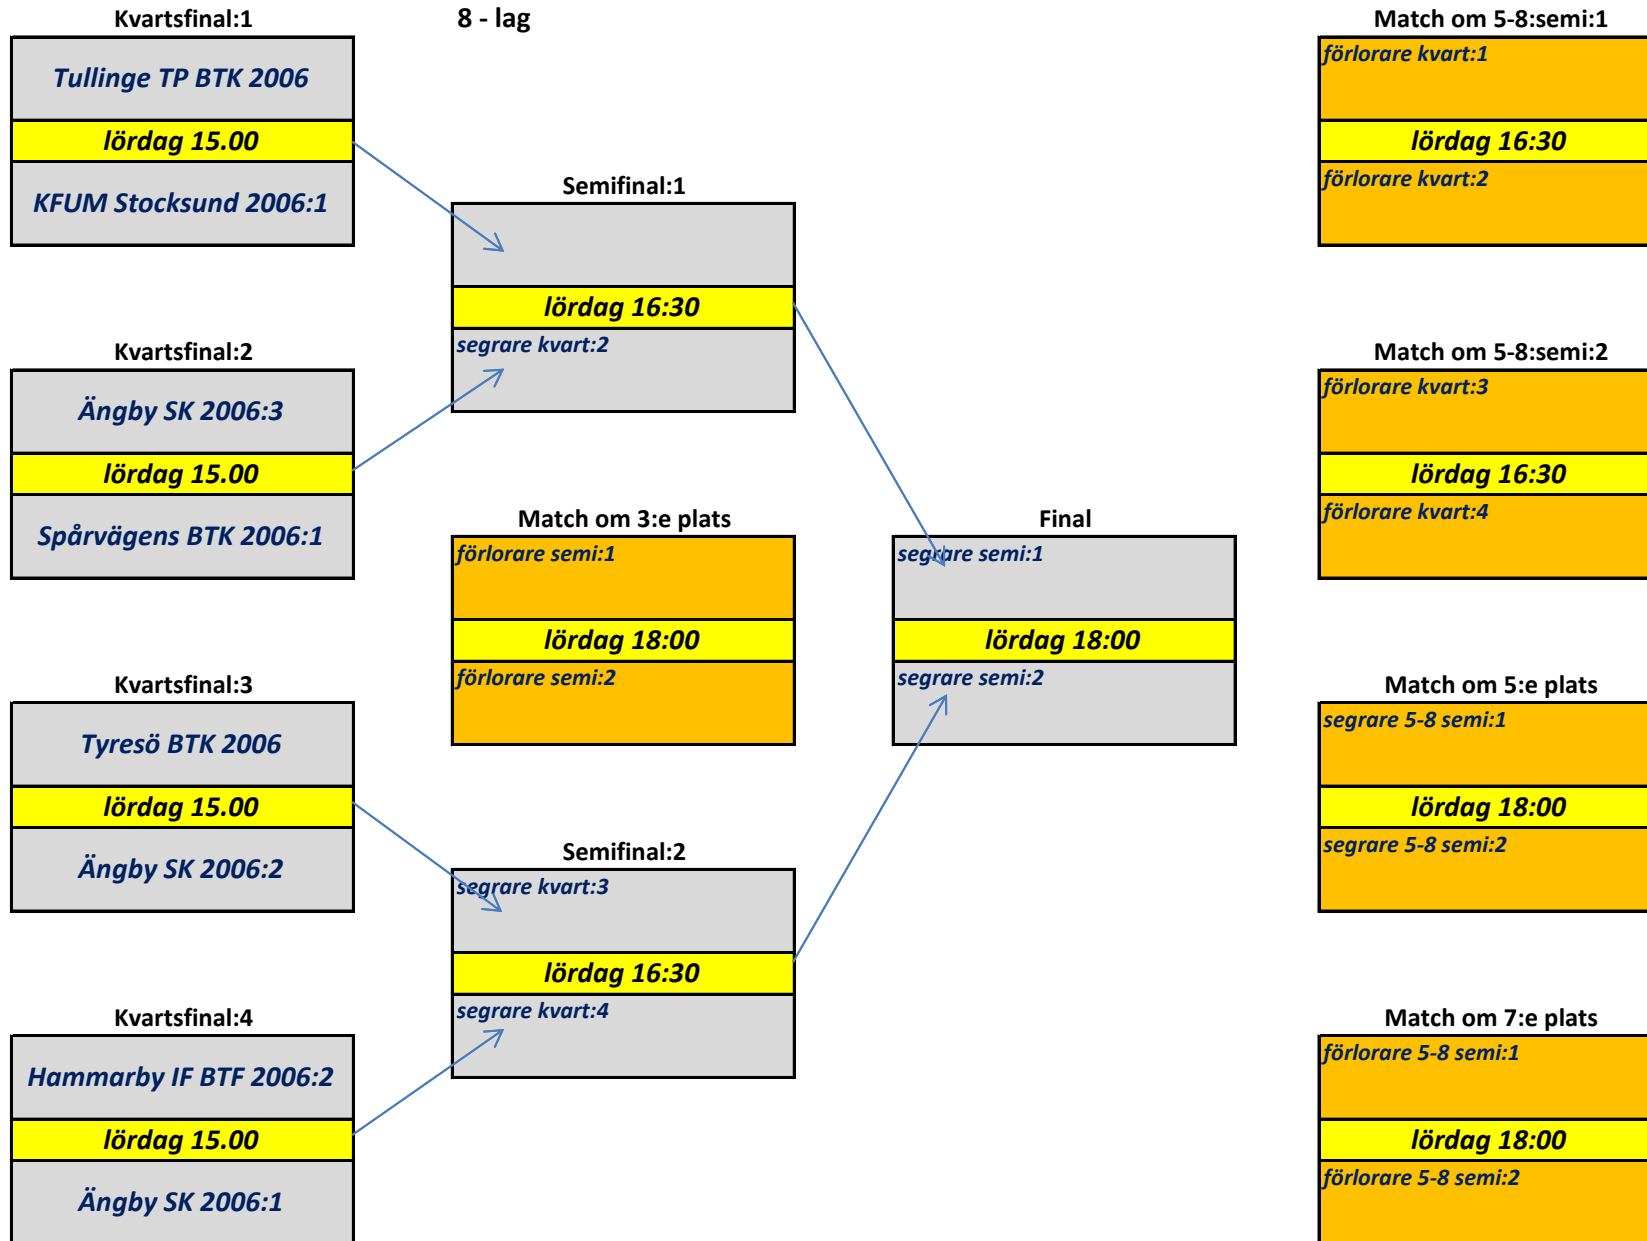 Kvartsfinal:1
Tullinge TP BTK 2006
lördag 15.00
KFUM Stocksund 2006:1
Kvartsfinal:2
Ängby SK 2006:3
lördag 15.00
Spårvägens BTK 2006:1
Kvartsfinal:3
Tyresö BTK 2006
lördag 15.00
Ängby SK 2006:2
Kvartsfinal:4
Hammarby IF BTF 2006:2
lördag 15.00
Ängby SK 2006:1
8 - lag
Semifinal:1
lördag 16:30
segrare kvart:2
Match om 3:e plats
förlorare semi:1
lördag 18:00
förlorare semi:2
Semifinal:2
segrare kvart:3
lördag 16:30
segrare kvart:4
Final
segrare semi:1
lördag 18:00
segrare semi:2
Match om 5-8:semi:1
förlorare kvart:1
lördag 16:30
förlorare kvart:2
Match om 5-8:semi:2
förlorare kvart:3
lördag 16:30
förlorare kvart:4
Match om 5:e plats
segrare 5-8 semi:1
lördag 18:00
segrare 5-8 semi:2
Match om 7:e plats
förlorare 5-8 semi:1
lördag 18:00
förlorare 5-8 semi:2